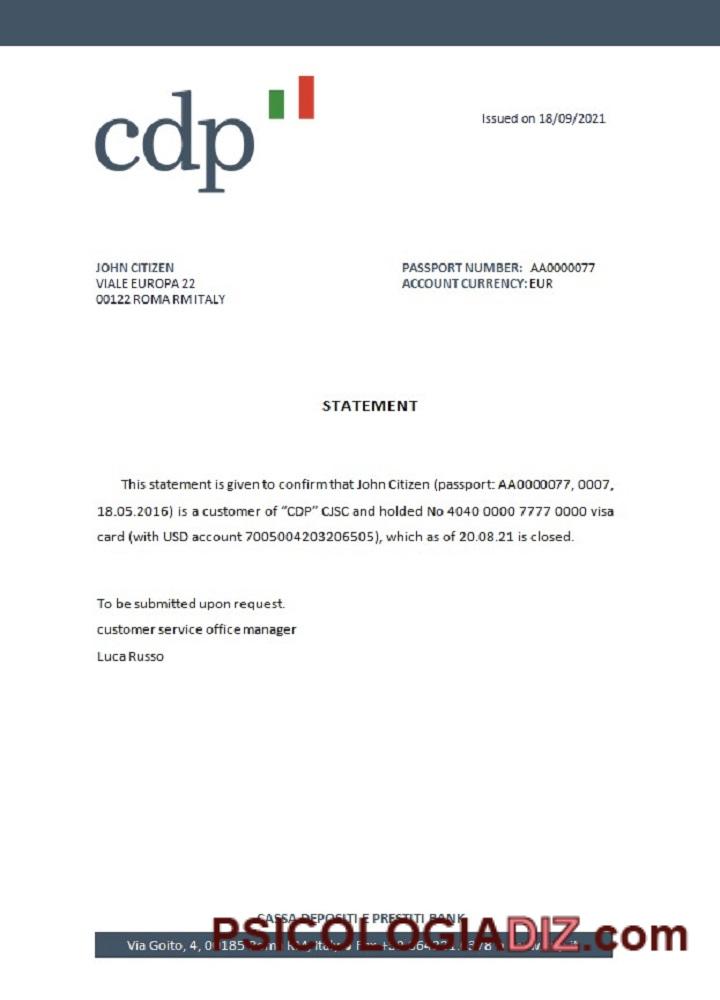 cdp
Issued on 18/09/2021
JOHN CITIZEN PASSPORT NUMBER: AA0000077
VIALE EUROPA 22 ACCOUNT CURRENCY: EUR
00122 ROMA RM ITALY
STATEMENT
This statement is given to confirm that John Citizen (passport: AA0000077, 0007,
18.05.2016) is a customer of “CDP” CJSC and holded No 4040 0000 7777 0000 visa
card (with USD account 7005004203206505), which as of 20.08.21 is closed.
To be submitted upon request.
customer service office manager
Luca Russo
CASSA DEPOSITI E PRESTITI BANK
PSICOLOGIADIZ.com
Via Goito, 4,